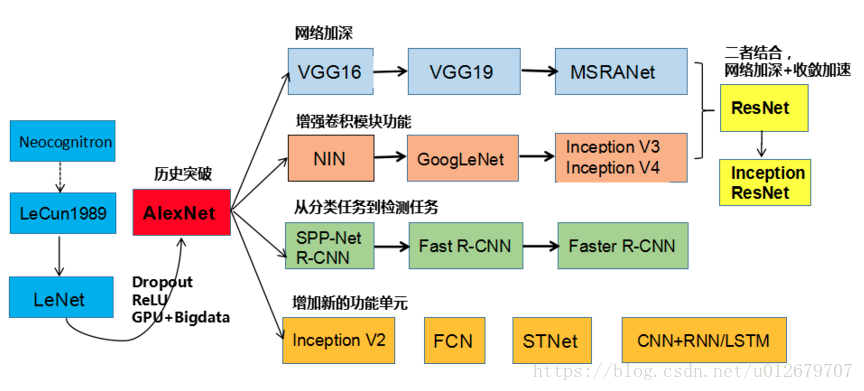 网络加深
VGG16
VGG19
MSRANet
二者结合，
网络加深+收敛加速
ResNet
Inception
ResNet
增强卷积模块功能
NIN
GoogLeNet
Inception V3
Inception V4
Neocognitron
LeCun1989
LeNet
历史突破
AlexNet
Dropout
ReLU
GPU+Bigdata
从分类任务到检测任务
SPP-Net
R-CNN
Fast R-CNN
Faster R-CNN
增加新的功能单元
Inception V2
FCN
STNet
CNN+RNN/LSTM
https://blog.csdn.net/u012679707